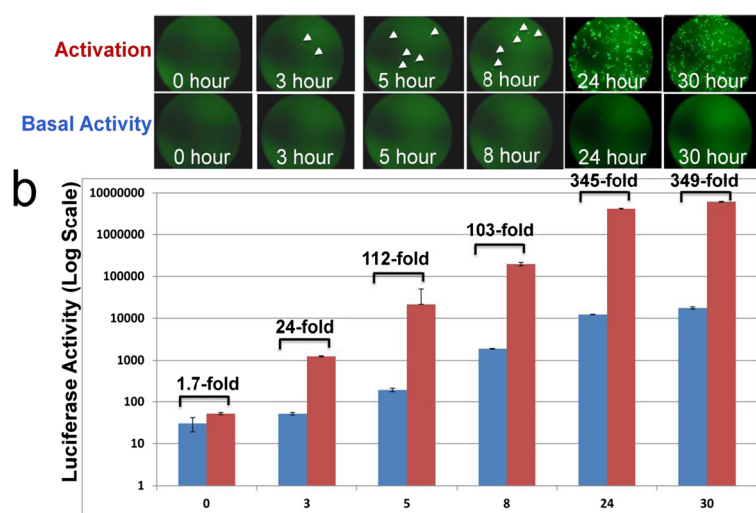 Activation
0 hour 3 hour 5 hour 8 hour 24 hour 30 hour
Basal Activity
0 hour 3 hour 5 hour 8 hour 24 hour 30 hour
b
Luciferase Activity (Log Scale)
10000000
1000000
100000
10000
1000
100
10
1
1.7-fold
24-fold
112-fold
103-fold
345-fold
349-fold
0 3 5 8 24 30